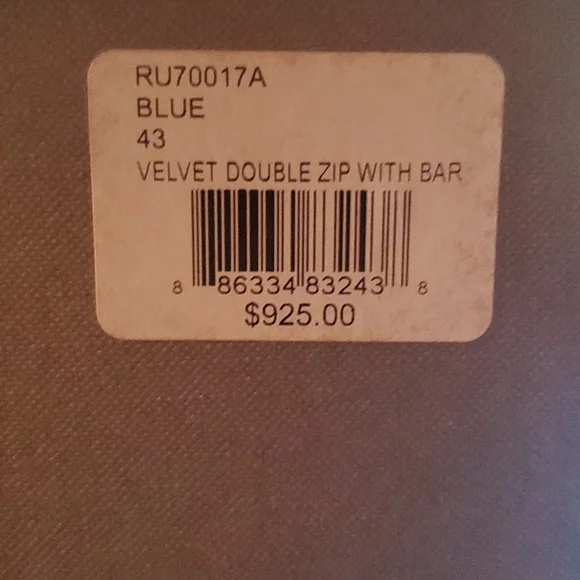 RU70017A
BLUE
43
VELVET DOUBLE ZIP WITH BAR
8 86334 83243 8
$925.00